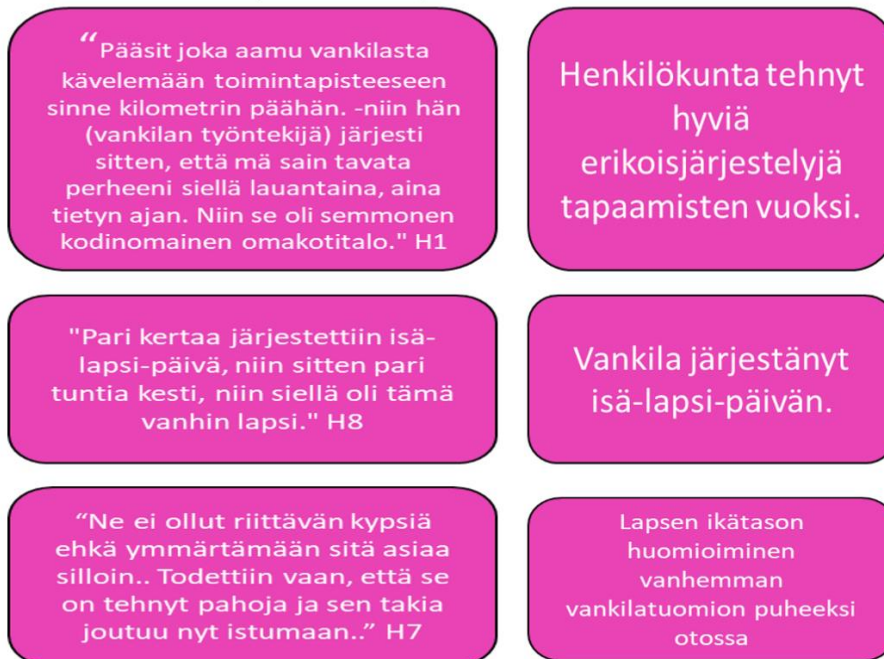 “Pääsit joka aamu vankilasta
kävelemään toimintapisteeseen
sinne kilometrin päähän. -niin hän
(vankilan työntekijä) järjesti
sitten, että mä sain tavata
perheeni siellä lauantaina, aina
tietyn ajan. Niin se oli semmonen
kodinomainen omakotitalo." H1
Henkilökunta tehnyt
hyviä
erikoisjärjestelyjä
tapaamisten vuoksi.
"Pari kertaa järjestettiin isä-
lapsi-päivä, niin sitten pari
tuntia kesti, niin siellä oli tämä
vanhin lapsi." H8
Vankila järjestänyt
isä-lapsi-päivän.
“Ne ei ollut riittävän kypsiä
ehkä ymmärtämään sitä asiaa
silloin.. Todettiin vaan, että se
on tehnyt pahoja ja sen takia
joutuu nyt istumaan..” H7
Lapsen ikätason
huomioiminen
vanhemman
vankilatuomion puheeksi
otossa